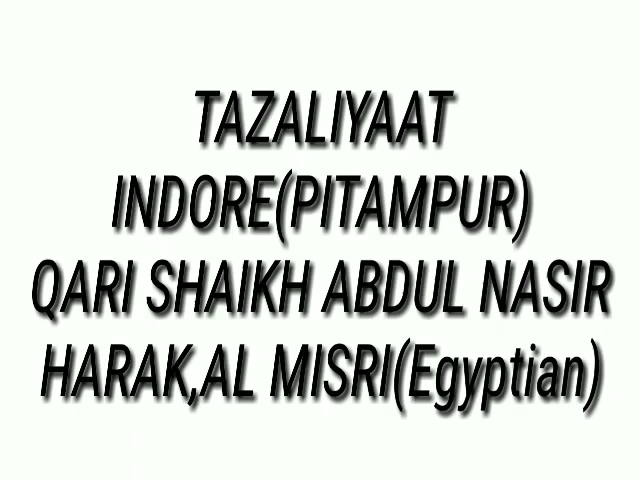 TAZALIYAAT
INDORE(PITAMPUR)
QARI SHAIKH ABDUL NASIR
HARAK,AL MISRI(Egyptian)